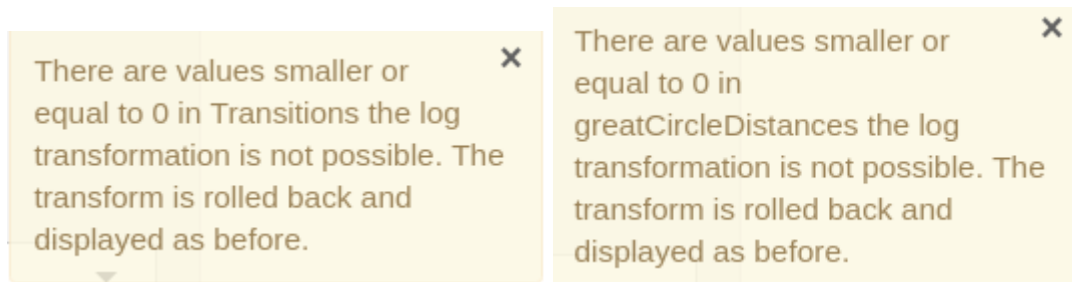 There are values smaller or
equal to 0 in Transitions the log
transformation is not possible. The
transform is rolled back and
displayed as before.
There are values smaller or
equal to 0 in
greatCircleDistances the log
transformation is not possible. The
transform is rolled back and
displayed as before.